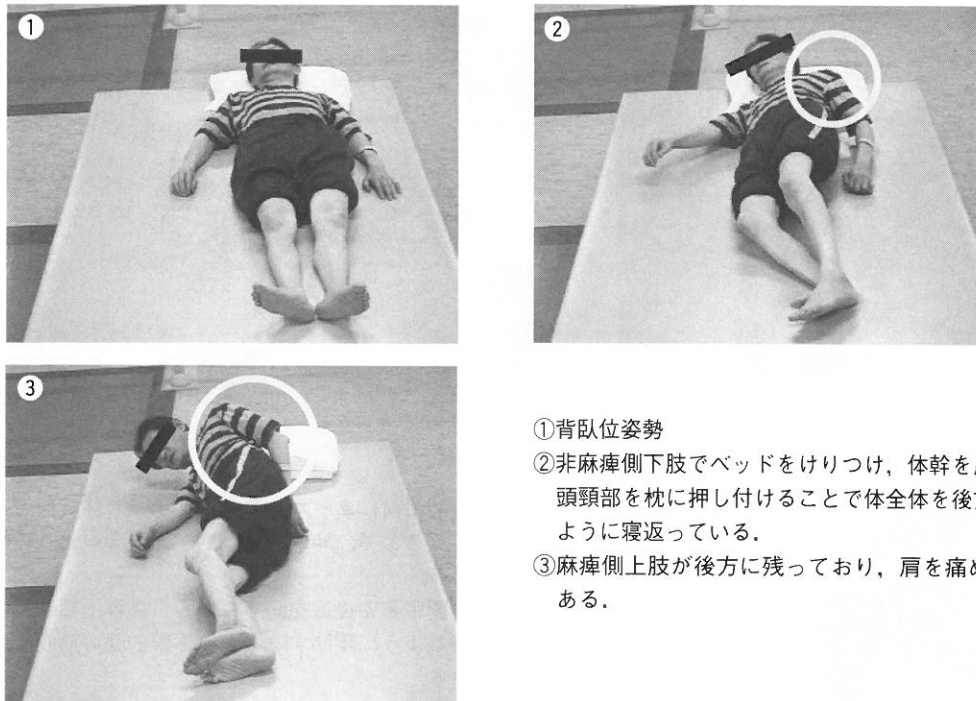 ①
②
③
①背臥位姿勢
②非麻痺側下肢でベッドをけりつけ，体幹を
頭頸部を枕に押し付けることで体全体を後
ように寝返っている．
③麻痺側上肢が後方に残っており，肩を痛
ある．